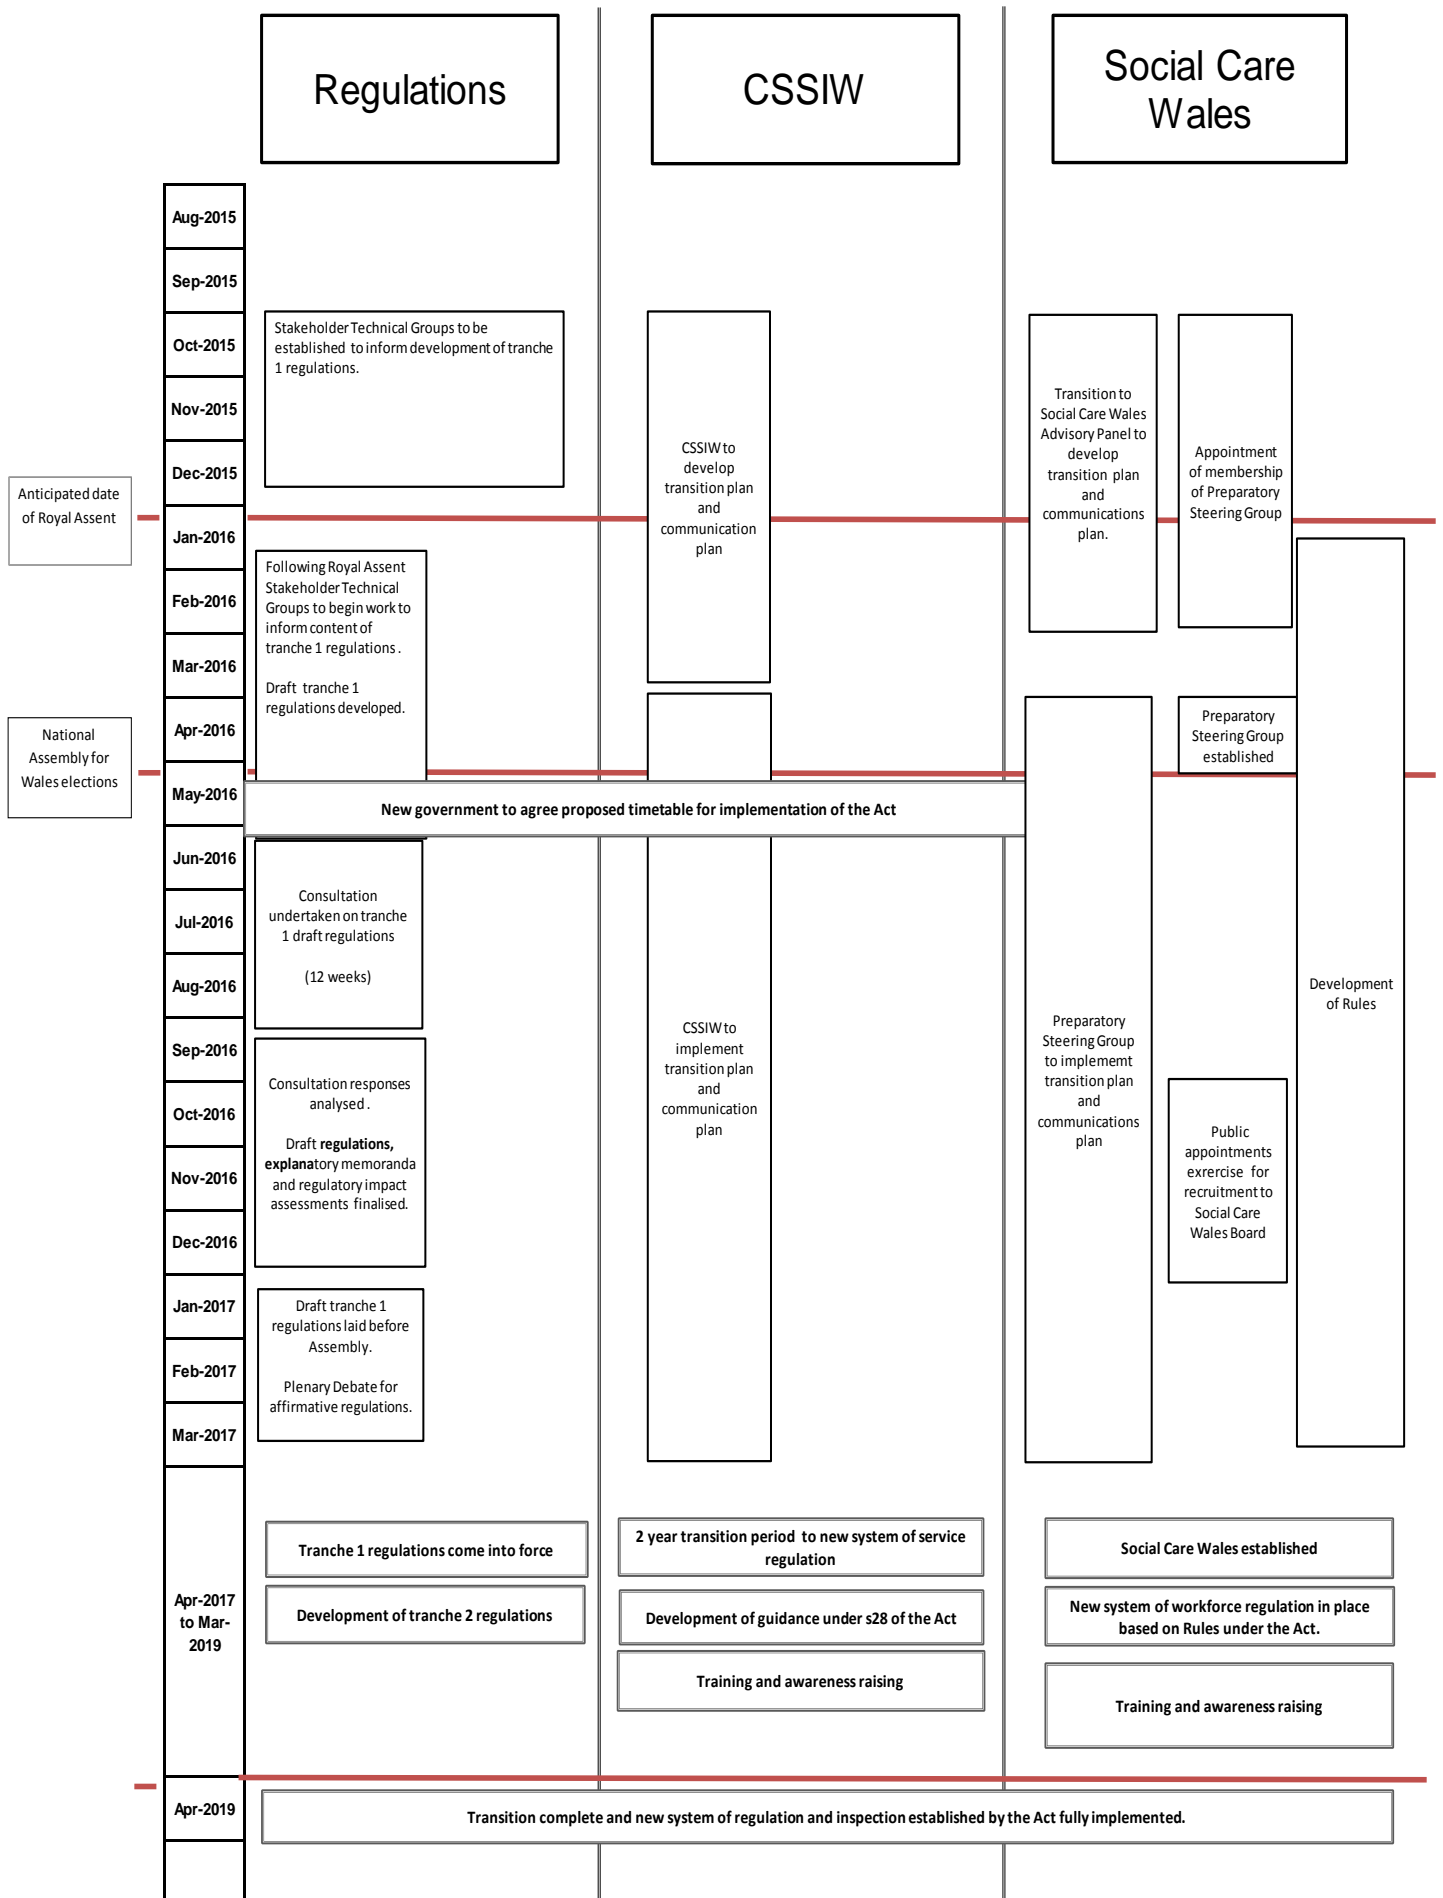 Regulations
CSSIW
Social Care
Wales
Aug-2015
Sep-2015
Oct-2015
Nov-2015
Dec-2015
Jan-2016
Feb-2016
Mar-2016
Apr-2016
May-2016
Jun-2016
Jul-2016
Aug-2016
Sep-2016
Oct-2016
Nov-2016
Dec-2016
Jan-2017
Feb-2017
Mar-2017
Apr-2017
to Mar-
2019
Apr-2019
Anticipated date
of Royal Assent
National
Assembly for
Wales elections
Stakeholder Technical Groups to be
established to inform development of tranche
1 regulations.
Following Royal Assent
Stakeholder Technical
Groups to begin work to
inform content of
tranche 1 regulations .
Draft tranche 1
regulations developed.
New government to agree proposed timetable for implementation of the Act
Consultation
undertaken on tranche
1 draft regulations
(12 weeks)
Consultation responses
analysed .
Draft regulations,
explanatory memoranda
and regulatory impact
assessments finalised.
Draft tranche 1
regulations laid before
Assembly.
Plenary Debate for
affirmative regulations.
Tranche 1 regulations come into force
Development of tranche 2 regulations
CSSIW to
develop
transition plan
and
communication
plan
CSSIW to
implement
transition plan
and
communication
plan
2 year transition period to new system of service
regulation
Development of guidance under s28 of the Act
Training and awareness raising
Transition to
Social Care Wales
Advisory Panel to
develop
transition plan
and
communications
plan.
Appointment
of membership
of Preparatory
Steering Group
Preparatory
Steering Group
established
Preparatory
Steering Group
to implememt
transition plan
and
communications
plan
Public
appointments
exrercise for
recruitment to
Social Care
Wales Board
Development
of Rules
Social Care Wales established
New system of workforce regulation in place
based on Rules under the Act.
Training and awareness raising
Transition complete and new system of regulation and inspection established by the Act fully implemented.